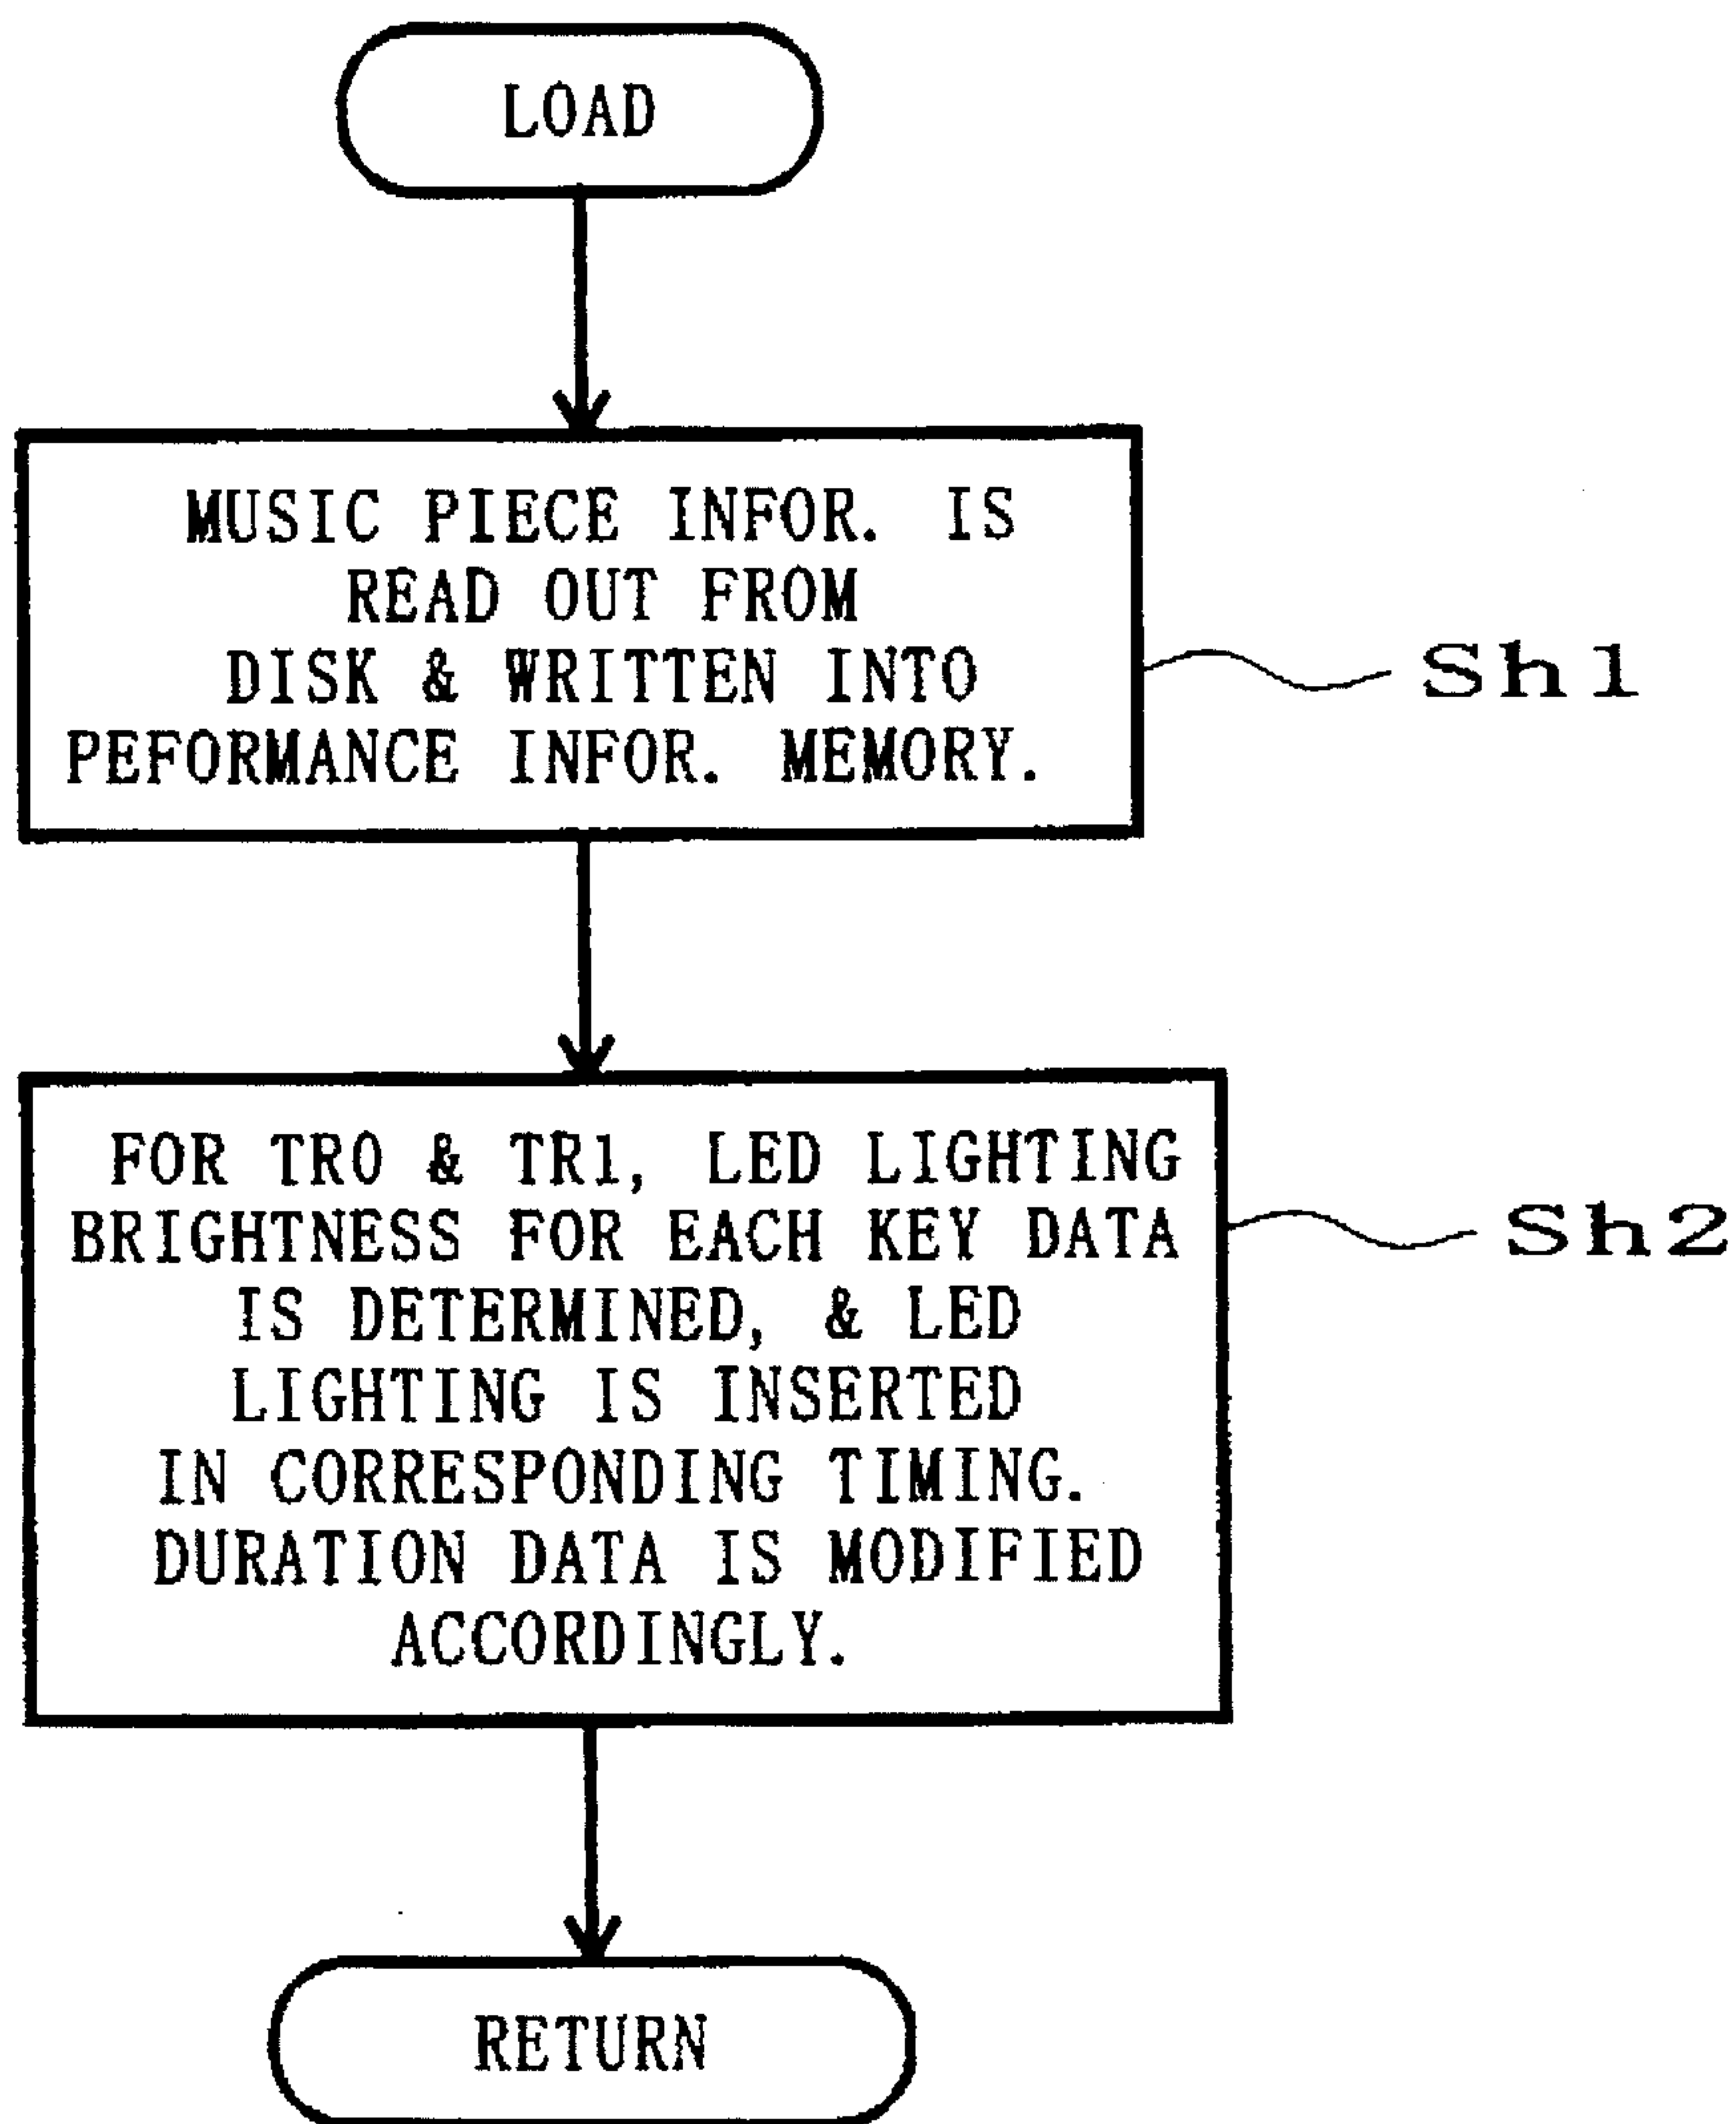 LOAD
MUSIC PIECE INFOR. IS
READ OUT FROM
DISK & WRITTEN INTO
PEFORMANCE INFOR. MEMORY.
Sh1
FOR TR0 & TR1, LED LIGHTING
BRIGHTNESS FOR EACH KEY DATA
IS DETERMINED, & LED
LIGHTING IS INSERTED
IN CORRESPONDING TIMING.
DURATION DATA IS MODIFIED
ACCORDINGLY.
Sh2
RETURN